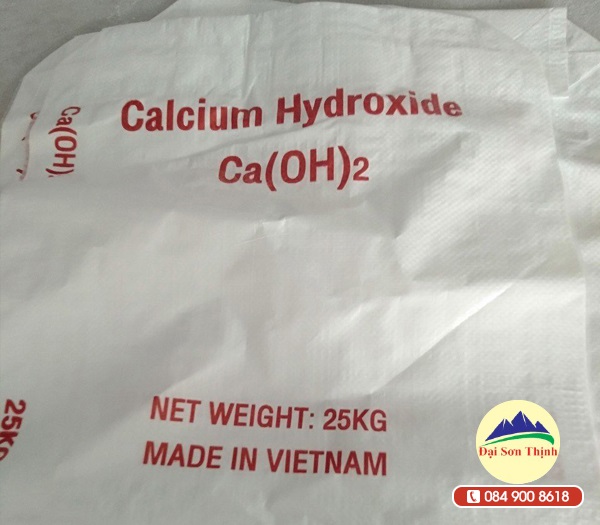 Calcium Hydroxide
Ca(OH)2
Ca(OH)
NET WEIGHT: 25KG
MADE IN VIETNAM
25KG
Đại Sơn Thịnh
084 900 8618